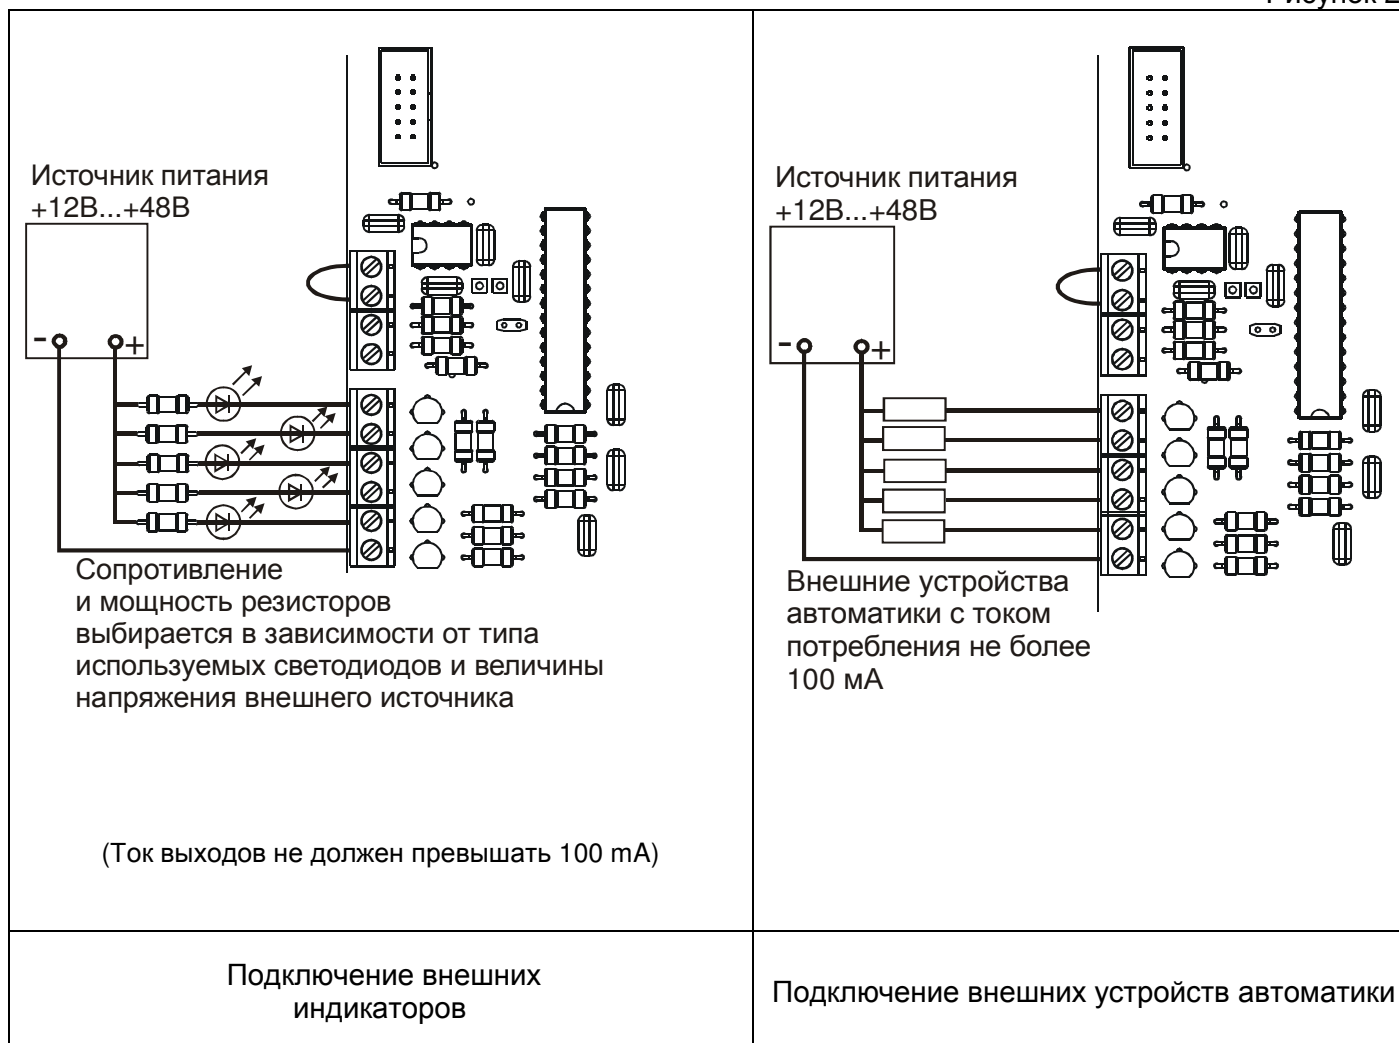 Рисунок
Источник питания
+12В...+48В
- +
Сопротивление
и мощность резисторов
выбирается в зависимости от типа
используемых светодиодов и величины
напряжения внешнего источника
(Ток выходов не должен превышать 100 mA)
Подключение внешних
индикаторов
Источник питания
+12В...+48В
- +
Внешние устройства
автоматики с током
потребления не более
100 мА
Подключение внешних устройств автоматики